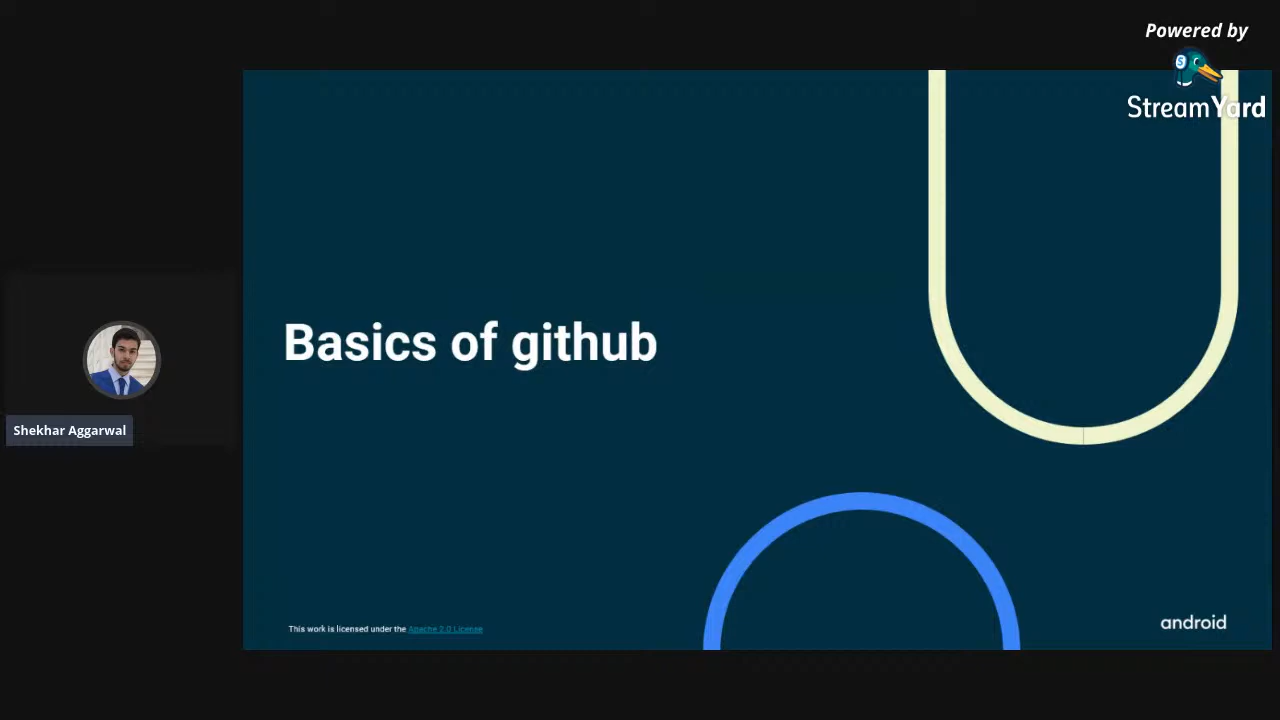 Powered by
StreamYard
Basics of github
Shekhar Aggarwal
This work is licensed under the Apache 2.0 License
android